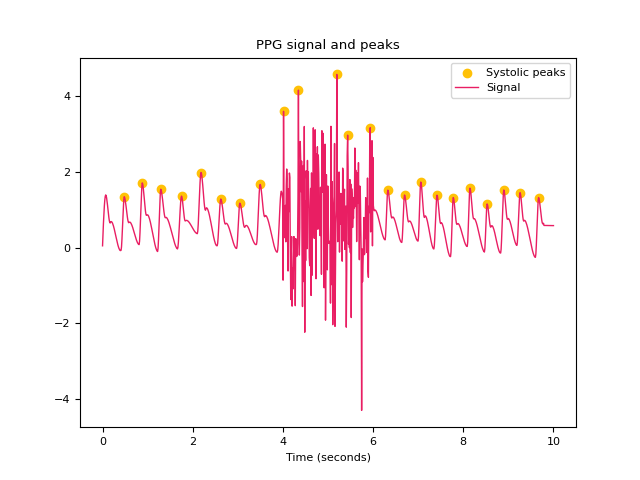 PPG signal and peaks
Systolic peaks
Signal
4
2
0
−2
−4
0 2 4 6 8 10
Time (seconds)